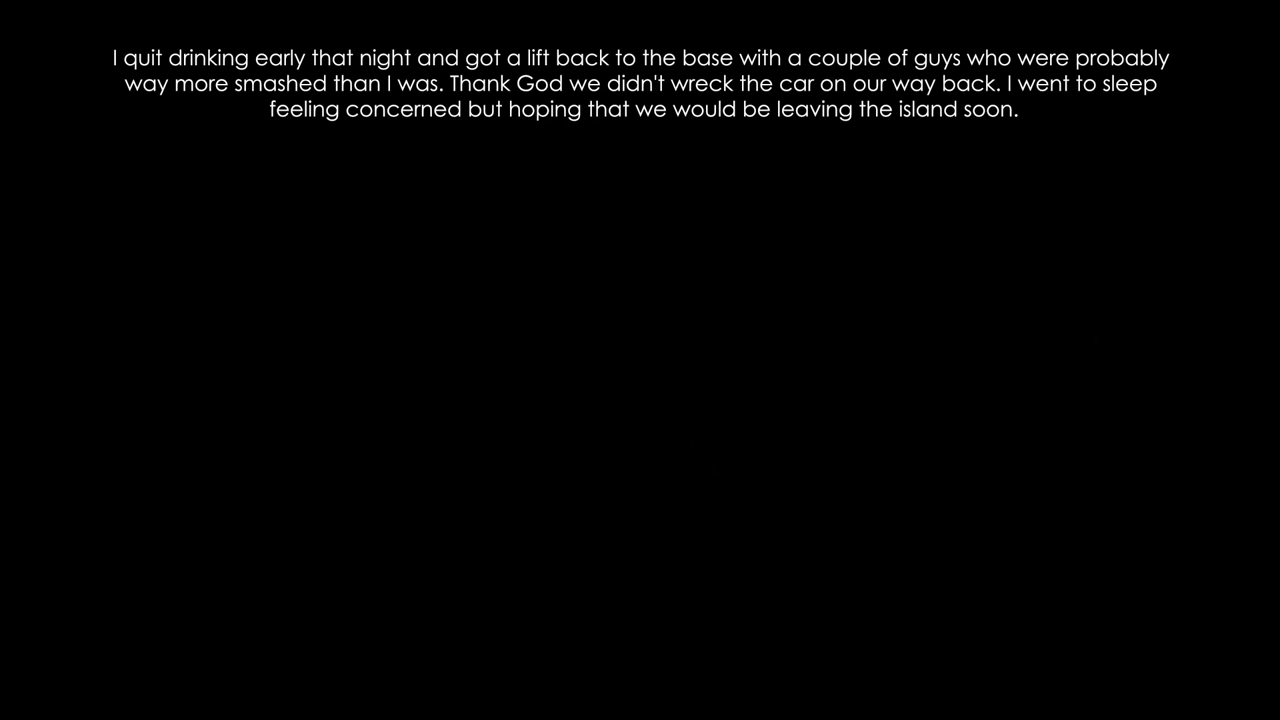 I quit drinking early that night and got a lift back to the base with a couple of guys who were probably
way more smashed than I was. Thank God we didn't wreck the car on our way back. I went to sleep
feeling concerned but hoping that we would be leaving the island soon.